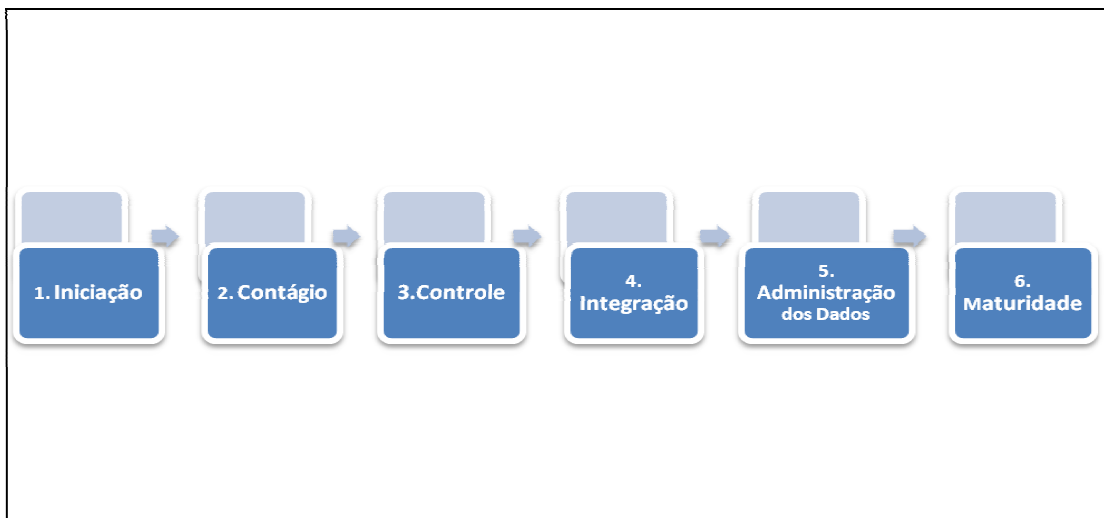 1. Iniciação
2. Contágio
3.Controle
4.
Integração
5.
Administração
dos Dados
6.
Maturidade